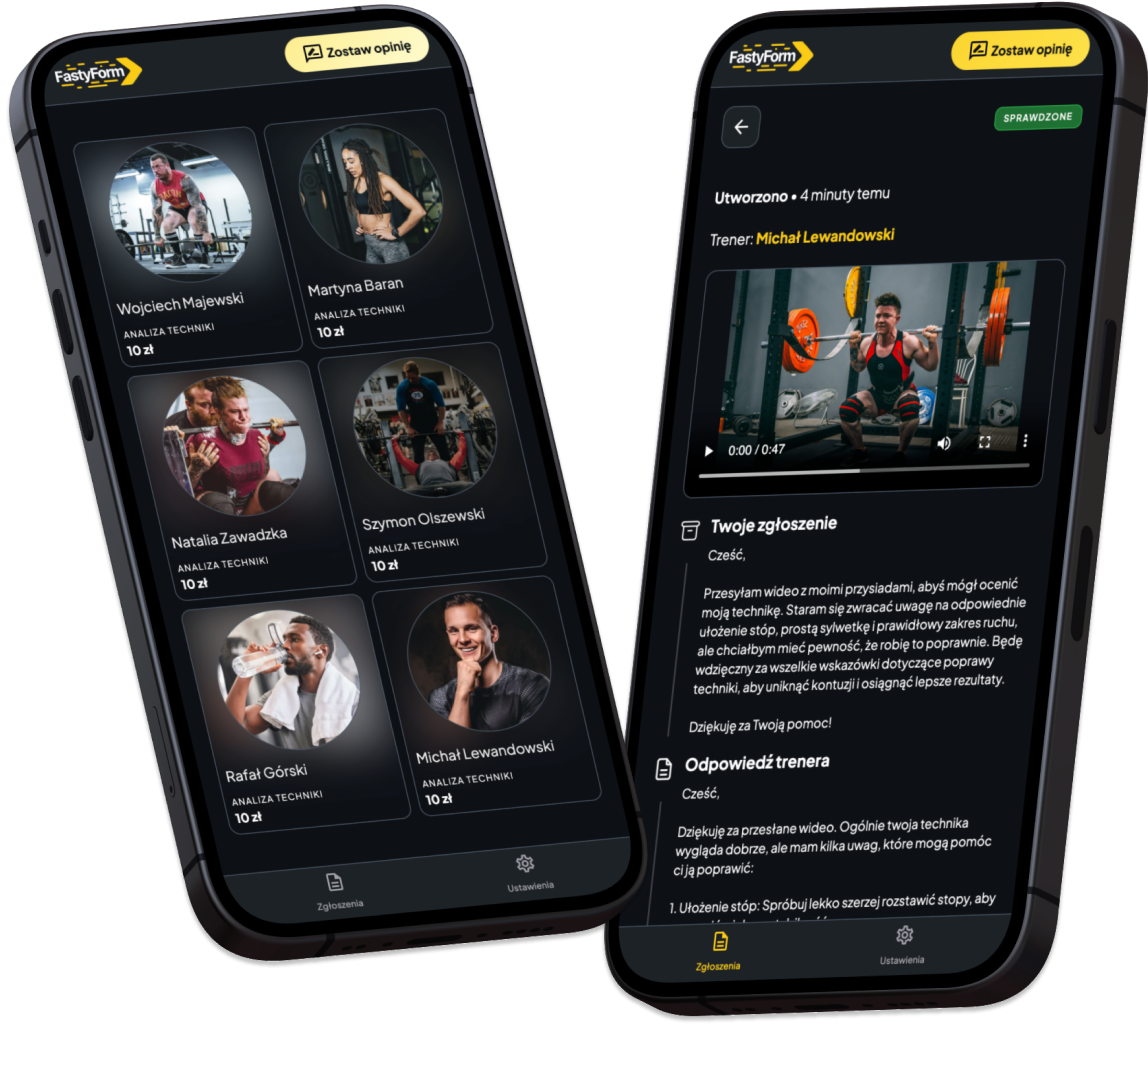 FastyForm
Zostaw opinię
Wojciech Majewski
ANALIZA TECHNIKI
10 zł
Martyna Baran
ANALIZA TECHNIKI
10 zł
Natalia Zawadzka
ANALIZA TECHNIKI
10 zł
Szymon Olszewski
ANALIZA TECHNIKI
10 zł
Rafał Górski
ANALIZA TECHNIKI
10 zł
Michał Lewandowski
ANALIZA TECHNIKI
10 zł
Zgłoszenia
Ustawienia
FastyForm
Zostaw opinię
SPRAWDZONE
Utworzono • 4 minuty temu
Trener: Michał Lewandowski
0:00 / 0:47
Twoje zgłoszenie
Cześć,
Przesyłam wideo z moimi przysiadami, abyś mógł ocenić
moją technikę. Staram się zwracać uwagę na odpowiednie
ułożenie stóp, prostą sylwetkę i prawidłowy zakres ruchu,
ale chciałbym mieć pewność, że robię to poprawnie. Będę
wdzięczny za wszelkie wskazówki dotyczące poprawy
techniki, aby uniknąć kontuzji i osiągnąć lepsze rezultaty.
Dziękuję za Twoją pomoc!
Odpowiedź trenera
Cześć,
Dziękuję za przesłane wideo. Ogólnie twoja technika
wygląda dobrze, ale mam kilka uwag, które mogą pomóc
ci ją poprawić:
1. Ułożenie stóp: Spróbuj lekko szerzej rozstawić stopy, aby
Zgłoszenia
Ustawienia